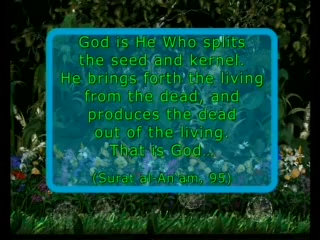 God is He Who splits
the seed and kernel.
He brings forth the living
from the dead, and
produces the dead
out of the living.
That is God...
(Surat al-An'am, 95)